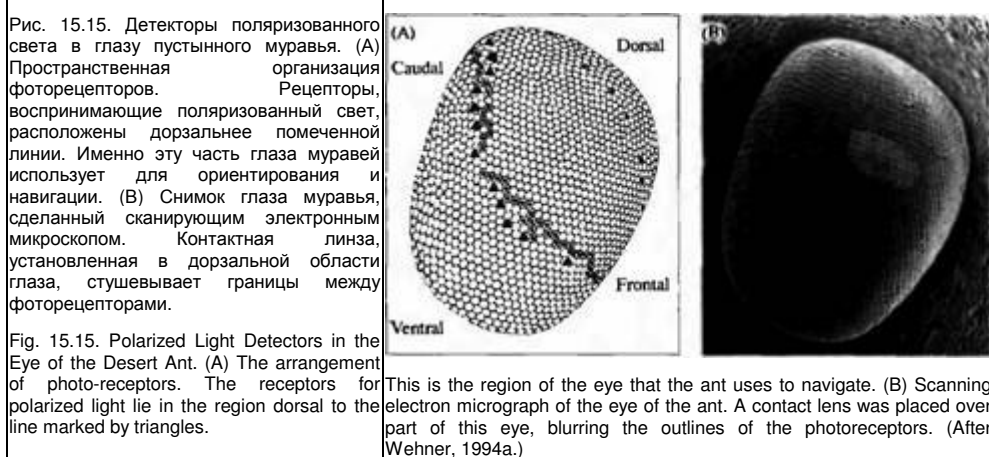 Рис. 15.15. Детекторы поляризованного
света в глазу пустынного муравья. (А)
Пространственная организация
фоторецепторов. Рецепторы,
воспринимающие поляризованный свет,
расположены дорзальнее помеченной
линии. Именно эту часть глаза муравей
использует для ориентирования и
навигации. (В) Снимок глаза муравья,
сделанный сканирующим электронным
микроскопом. Контактная линза,
установленная в дорзальной области
глаза, стушевывает границы между
фоторецепторами.
Fig. 15.15. Polarized Light Detectors in the
Eye of the Desert Ant. (A) The arrangement
of photo-receptors. The receptors for
polarized light lie in the region dorsal to the
line marked by triangles.
(A)
Dorsal
Caudal
Frontal
Ventral
(B)
This is the region of the eye that the ant uses to navigate. (B) Scanning
electron micrograph of the eye of the ant. A contact lens was placed over
part of this eye, blurring the outlines of the photoreceptors. (After
Wehner, 1994a.)